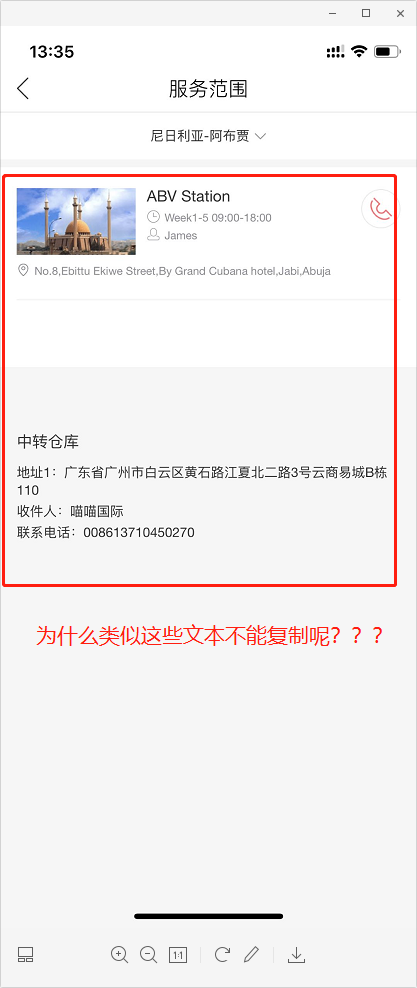 13:35
服务范围
尼日利亚-阿布贾
ABV Station
Week1-5 09:00-18:00
James
No.8,Ebittu Ekiwe Street,By Grand Cubana hotel,Jabi,Abuja
中转仓库
地址1：广东省广州市白云区黄石路江夏北二路3号云商易城B栋
110
收件人：喵喵国际
联系电话：008613710450270
为什么类似这些文本不能复制呢？？？
1:1